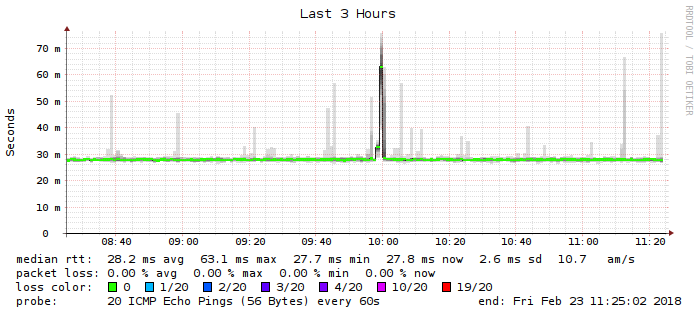 Last 3 Hours
RRDTOOL / TOBI OETIKER
Seconds
70 m
60 m
50 m
40 m
30 m
20 m
10 m
0
08:40 09:00 09:20 09:40 10:00 10:20 10:40 11:00 11:20
median rtt: 28.2 ms avg 63.1 ms max 27.7 ms min 27.8 ms now 2.6 ms sd 10.7 am/s
packet loss: 0.00 % avg 0.00 % max 0.00 % min 0.00 % now
loss color: 0 1/20 2/20 3/20 4/20 10/20 19/20
probe: 20 ICMP Echo Pings (56 Bytes) every 60s end: Fri Feb 23 11:25:02 2018